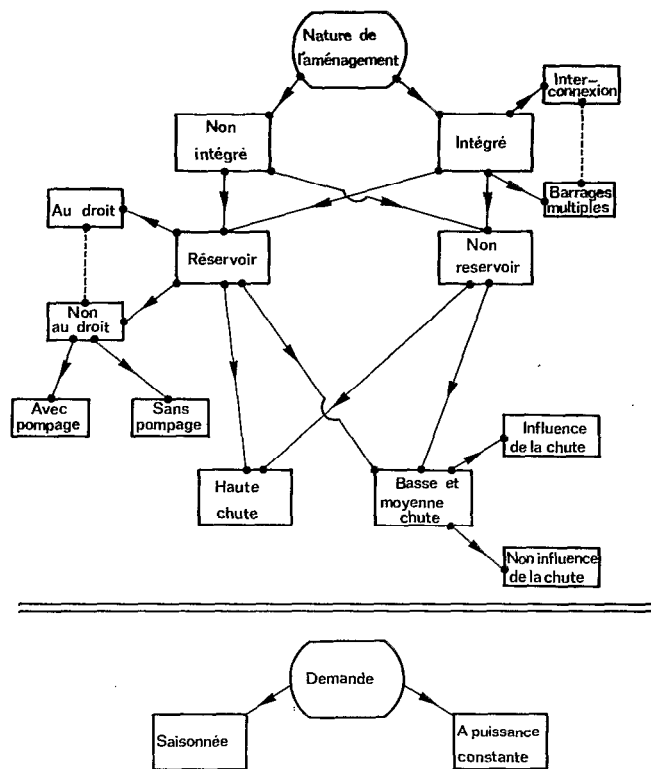 Nature de
l'aménagement
Inter-
connexion
Non
intégré
Intégré
Barrages
multiples
Au droit
Réservoir
Non
reservoir
Non
au droit
Avec
pompage
Sans
pompage
Influence
de la chute
Haute
chute
Basse et
moyenne
chute
Non influence
de la chute
Demande
Saisonnée
A puissance
constante